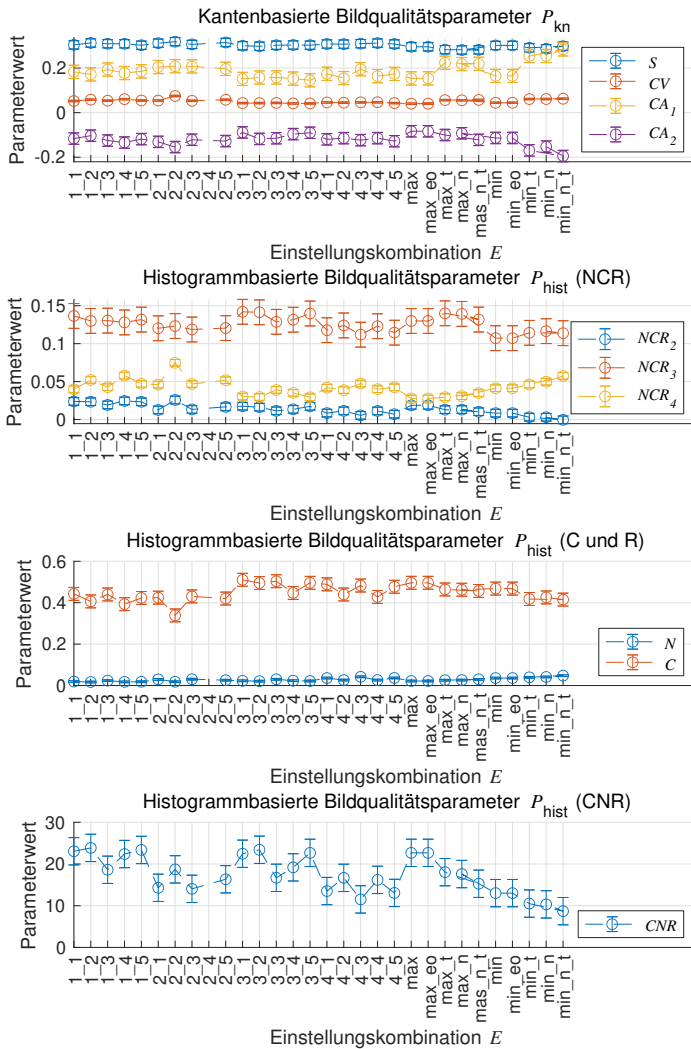 Kantenbasierte Bildqualitätsparameter P_kn
Parameterwert
0.2
0
-0.2
S
CV
CA_1
CA_2
1_1
1_2
1_3
1_4
1_5
2_1
2_2
2_3
2_4
2_5
3_1
3_2
3_3
3_4
3_5
4_1
4_2
4_3
4_4
4_5
max
max_eo
max_t
max_n
mas_n_t
min
min_eo
min_t
min_n
min_n_t
Einstellungskombination E
Histogrammbasierte Bildqualitätsparameter P_hist (NCR)
Parameterwert
0.15
0.1
0.05
0
NCR_2
NCR_3
NCR_4
1_1
1_2
1_3
1_4
1_5
2_1
2_2
2_3
2_4
2_5
3_1
3_2
3_3
3_4
3_5
4_1
4_2
4_3
4_4
4_5
max
max_eo
max_t
max_n
mas_n_t
min
min_eo
min_t
min_n
min_n_t
Einstellungskombination E
Histogrammbasierte Bildqualitätsparameter P_hist (C und R)
Parameterwert
0.6
0.4
0.2
0
N
C
1_1
1_2
1_3
1_4
1_5
2_1
2_2
2_3
2_4
2_5
3_1
3_2
3_3
3_4
3_5
4_1
4_2
4_3
4_4
4_5
max
max_eo
max_t
max_n
mas_n_t
min
min_eo
min_t
min_n
min_n_t
Einstellungskombination E
Histogrammbasierte Bildqualitätsparameter P_hist (CNR)
Parameterwert
30
20
10
0
CNR
1_1
1_2
1_3
1_4
1_5
2_1
2_2
2_3
2_4
2_5
3_1
3_2
3_3
3_4
3_5
4_1
4_2
4_3
4_4
4_5
max
max_eo
max_t
max_n
mas_n_t
min
min_eo
min_t
min_n
min_n_t
Einstellungskombination E